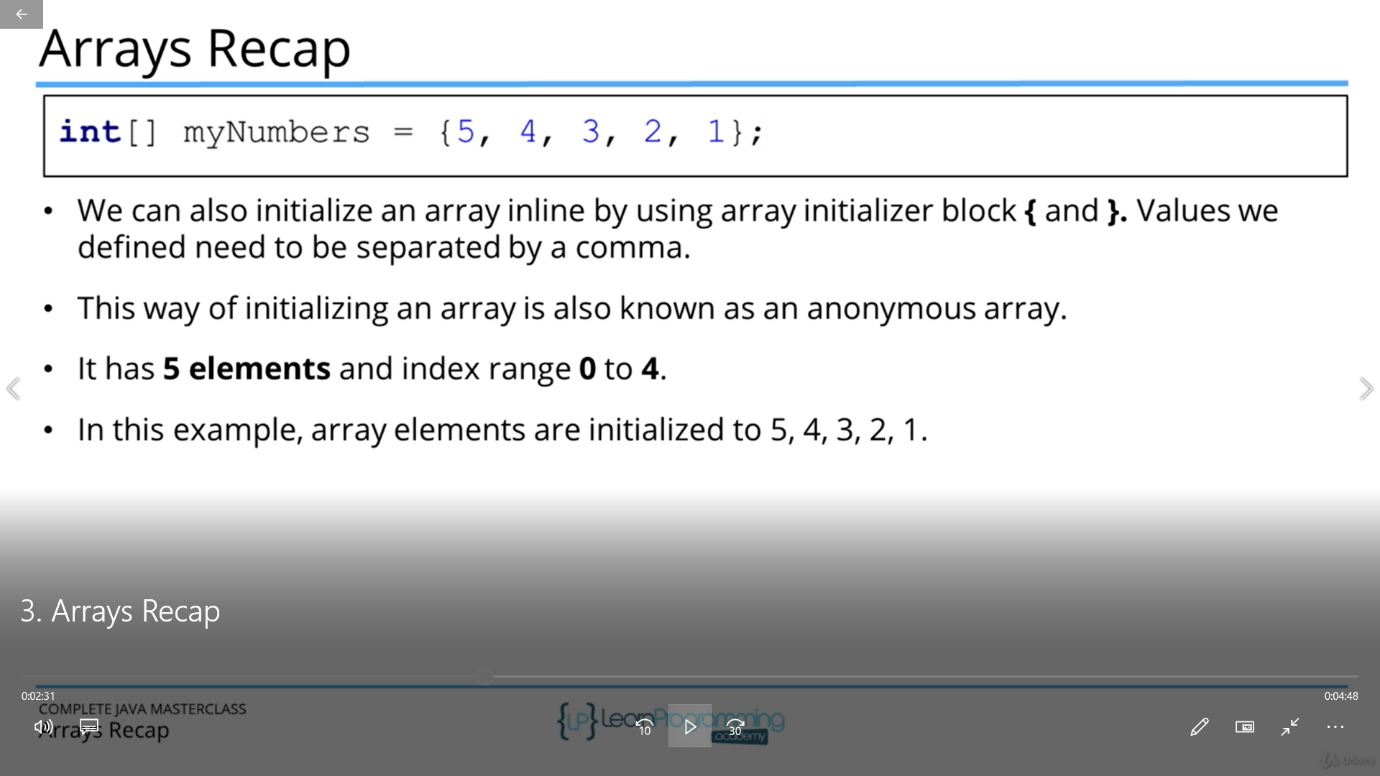 Arrays Recap
int[] myNumbers = {5, 4, 3, 2, 1};
• We can also initialize an array inline by using array initializer block { and }. Values we
defined need to be separated by a comma.
• This way of initializing an array is also known as an anonymous array.
• It has 5 elements and index range 0 to 4.
• In this example, array elements are initialized to 5, 4, 3, 2, 1.
3. Arrays Recap
0:02:31
0:04:48
COMPLETE JAVA MASTERCLASS
Arrays Recap
{LP} LearnProgramming
academy
10
30
Udemy